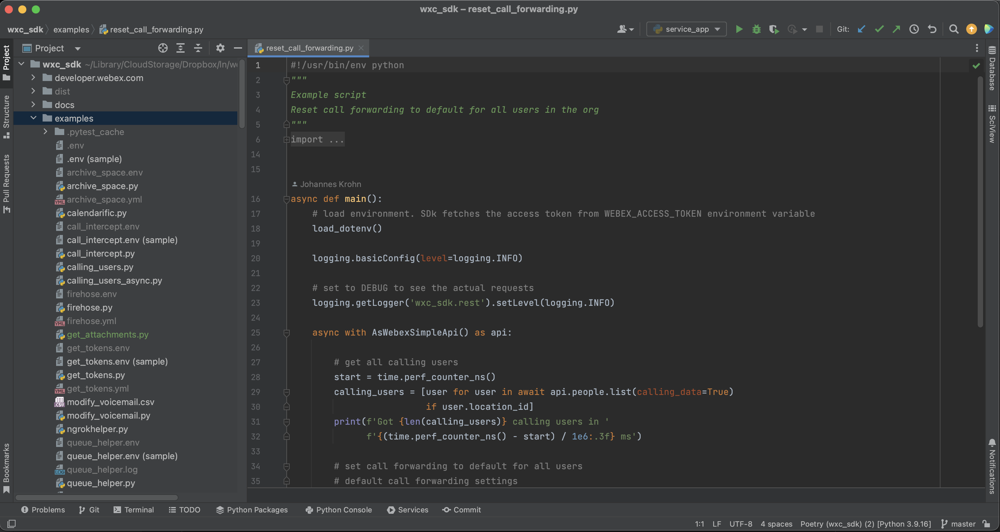 wxc_sdk – reset_call_forwarding.py
wxc_sdk examples reset_call_forwarding.py
service_app
Git:
Project
Structure
Pull Requests
Bookmarks
Project
wxc_sdk ~/Library/CloudStorage/Dropbox/ln/w
developer.webex.com
dist
docs
examples
.pytest_cache
.env
.env (sample)
archive_space.env
archive_space.py
archive_space.yml
calendarific.py
call_intercept.env
call_intercept.env (sample)
call_intercept.py
calling_users.py
calling_users_async.py
firehose.env
firehose.py
firehose.yml
get_attachments.py
get_tokens.env
get_tokens.env (sample)
get_tokens.py
get_tokens.yml
modify_voicemail.csv
modify_voicemail.py
ngrokhelper.py
queue_helper.env
queue_helper.env (sample)
queue_helper.log
queue_helper.py
reset_call_forwarding.py
1 #!/usr/bin/env python
2 """
3 Example script
4 Reset call forwarding to default for all users in the org
5 """
6 import ...
14
15
Johannes Krohn
16 async def main():
17 # load environment. SDk fetches the access token from WEBEX_ACCESS_TOKEN environment variable
18 load_dotenv()
19
20 logging.basicConfig(level=logging.INFO)
21
22 # set to DEBUG to see the actual requests
23 logging.getLogger('wxc_sdk.rest').setLevel(logging.INFO)
24
25 async with AsWebexSimpleApi() as api:
26
27 # get all calling users
28 start = time.perf_counter_ns()
29 calling_users = [user for user in await api.people.list(calling_data=True)
30 if user.location_id]
31 print(f'Got {len(calling_users)} calling users in '
32 f'{(time.perf_counter_ns() - start) / 1e6:.3f} ms')
33
34 # set call forwarding to default for all users
35 # default call forwarding settings
Database
SciView
Notifications
Problems Git Terminal TODO Python Packages Python Console Services Commit
1:1 LF UTF-8 4 spaces Poetry (wxc_sdk) (2) [Python 3.9.16] master